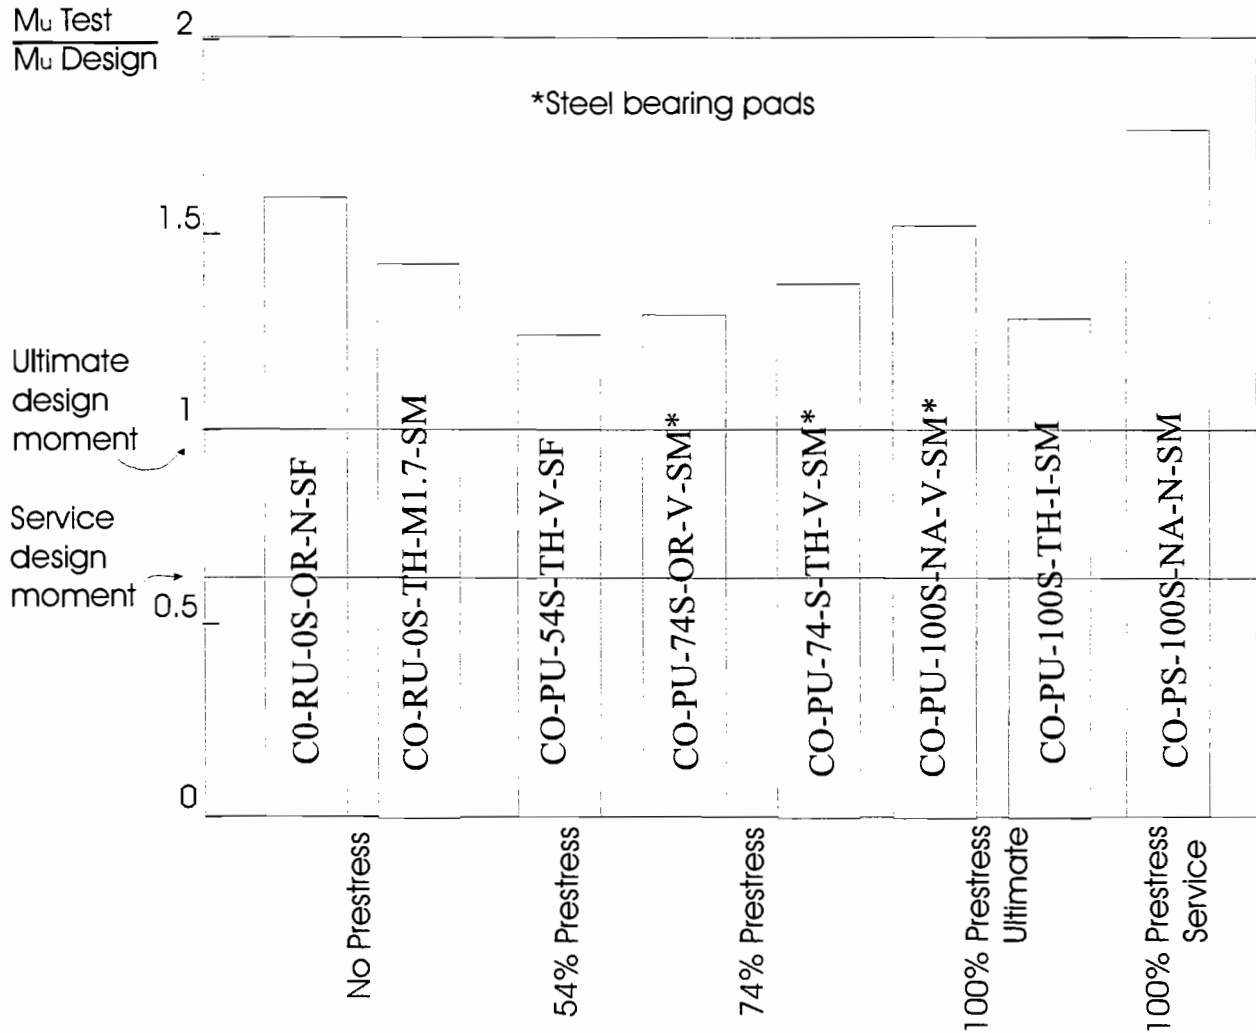 Mu Test
Mu Design
2
*Steel bearing pads
1.5
Ultimate
design
moment
1
Service
design
moment
0.5
0
C0-RU-0S-OR-N-SF
CO-RU-0S-TH-M1.7-SM
CO-PU-54S-TH-V-SF
CO-PU-74S-OR-V-SM*
CO-PU-74-S-TH-V-SM*
CO-PU-100S-NA-V-SM*
CO-PU-100S-TH-I-SM
CO-PS-100S-NA-N-SM
No Prestress
54% Prestress
74% Prestress
100% Prestress
Ultimate
100% Prestress
Service